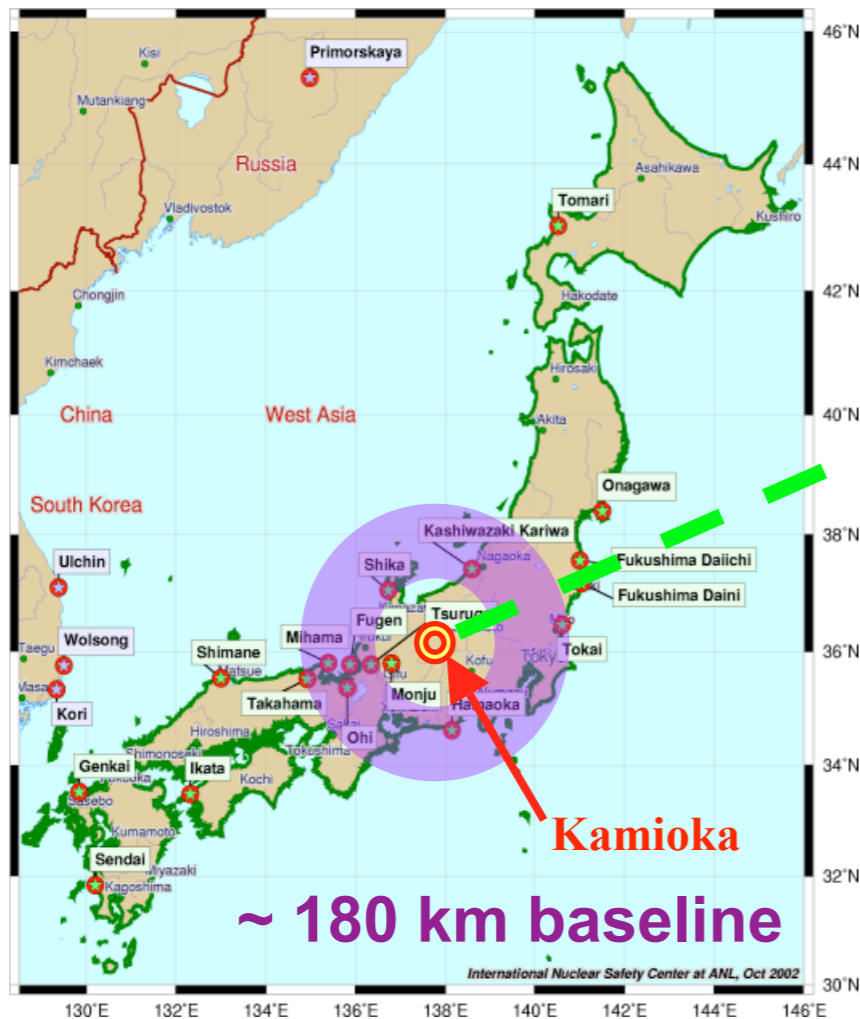 46°N
Primorskaya
Kisi
Mutankiang
Asahikawa
Russia
44°N
Tomari
Vladivostok
Kushiro
42°N
Chongjin
Hakodate
Kimchaek
Hirosaki
China
West Asia
40°N
Akita
Onagawa
South Korea
Kashiwazaki Kariwa
38°N
Ulchin
Shika
Nagaoka
Fukushima Daiichi
Fukushima Daini
Tsuruga
Fugen
Wolsong
Taegu
Mihama
Shimane
36°N
Kofu
Tokai
Kori
Takahama
Monju
Hamaoka
Ohi
Hiroshima
Tokushima
Shimonoseki
34°N
Genkai
Ikata
Kochi
Sasebo
Kumamoto
Kamioka
Sendai
Miyazaki
32°N
Kagoshima
~ 180 km baseline
International Nuclear Safety Center at ANL, Oct 2002
30°N
130°E 132°E 134°E 136°E 138°E 140°E 142°E 144°E 146°E